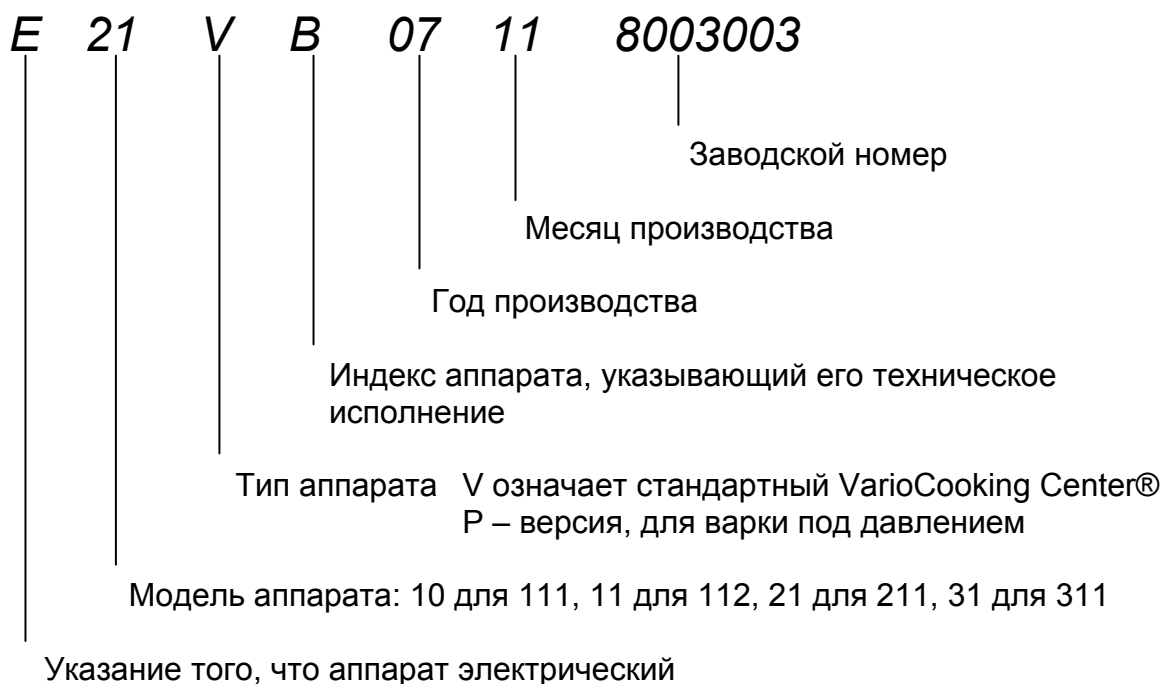 E 21 V B 07 11 8003003
Заводской номер
Месяц производства
Год производства
Индекс аппарата, указывающий его техническое
исполнение
Тип аппарата V означает стандартный VarioCooking Center®
P – версия, для варки под давлением
Модель аппарата: 10 для 111, 11 для 112, 21 для 211, 31 для 311
Указание того, что аппарат электрический